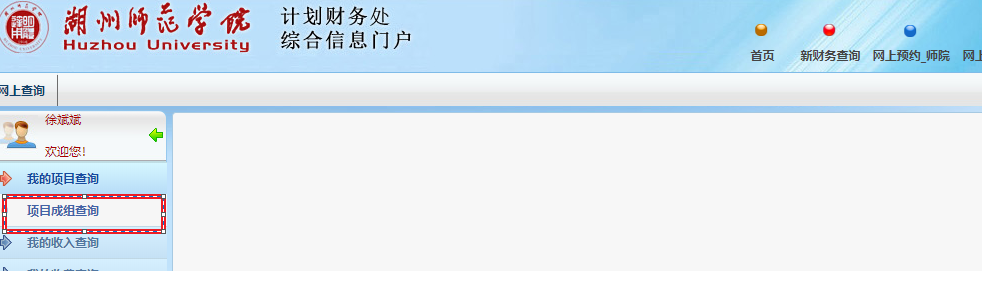 湖州师范学院
Huzhou University
计划财务处
综合信息门户
首页
新财务查询
网上预约_师院
网上查询
徐斌斌
欢迎您!
我的项目查询
项目成组查询
我的收入查询